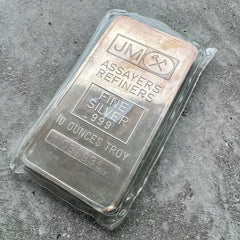 JM
ASSAYERS
REFINERS
FINE
SILVER
999
10 OUNCES TROY